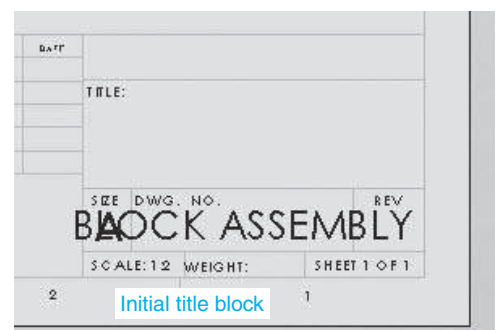 DATE
TITLE:
SIZE DWG. NO. REV
A
BLOCK ASSEMBLY
SCALE:1:2 WEIGHT: SHEET 1 OF 1
2 1
Initial title block